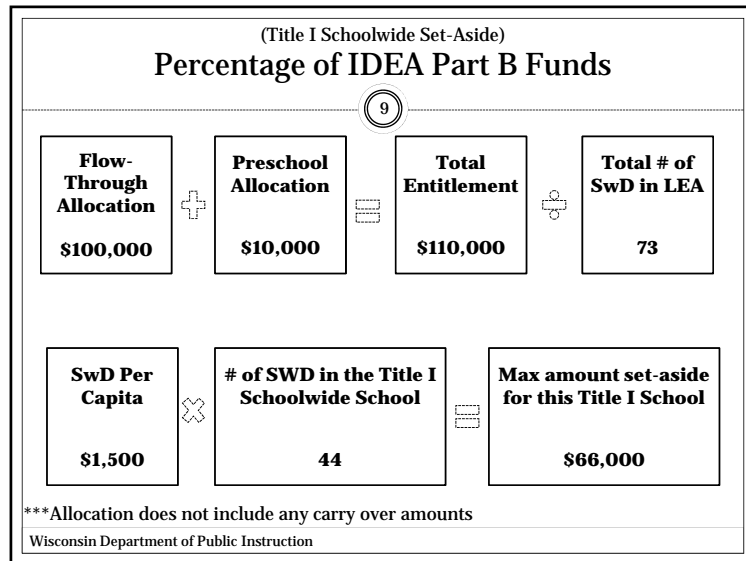 (Title I Schoolwide Set-Aside)
Percentage of IDEA Part B Funds
9
Flow-
Through
Allocation
$100,000
Preschool
Allocation
$10,000
Total
Entitlement
$110,000
Total # of
SwD in LEA
73
SwD Per
Capita
$1,500
# of SWD in the Title I
Schoolwide School
44
Max amount set-aside
for this Title I School
$66,000
***Allocation does not include any carry over amounts
Wisconsin Department of Public Instruction